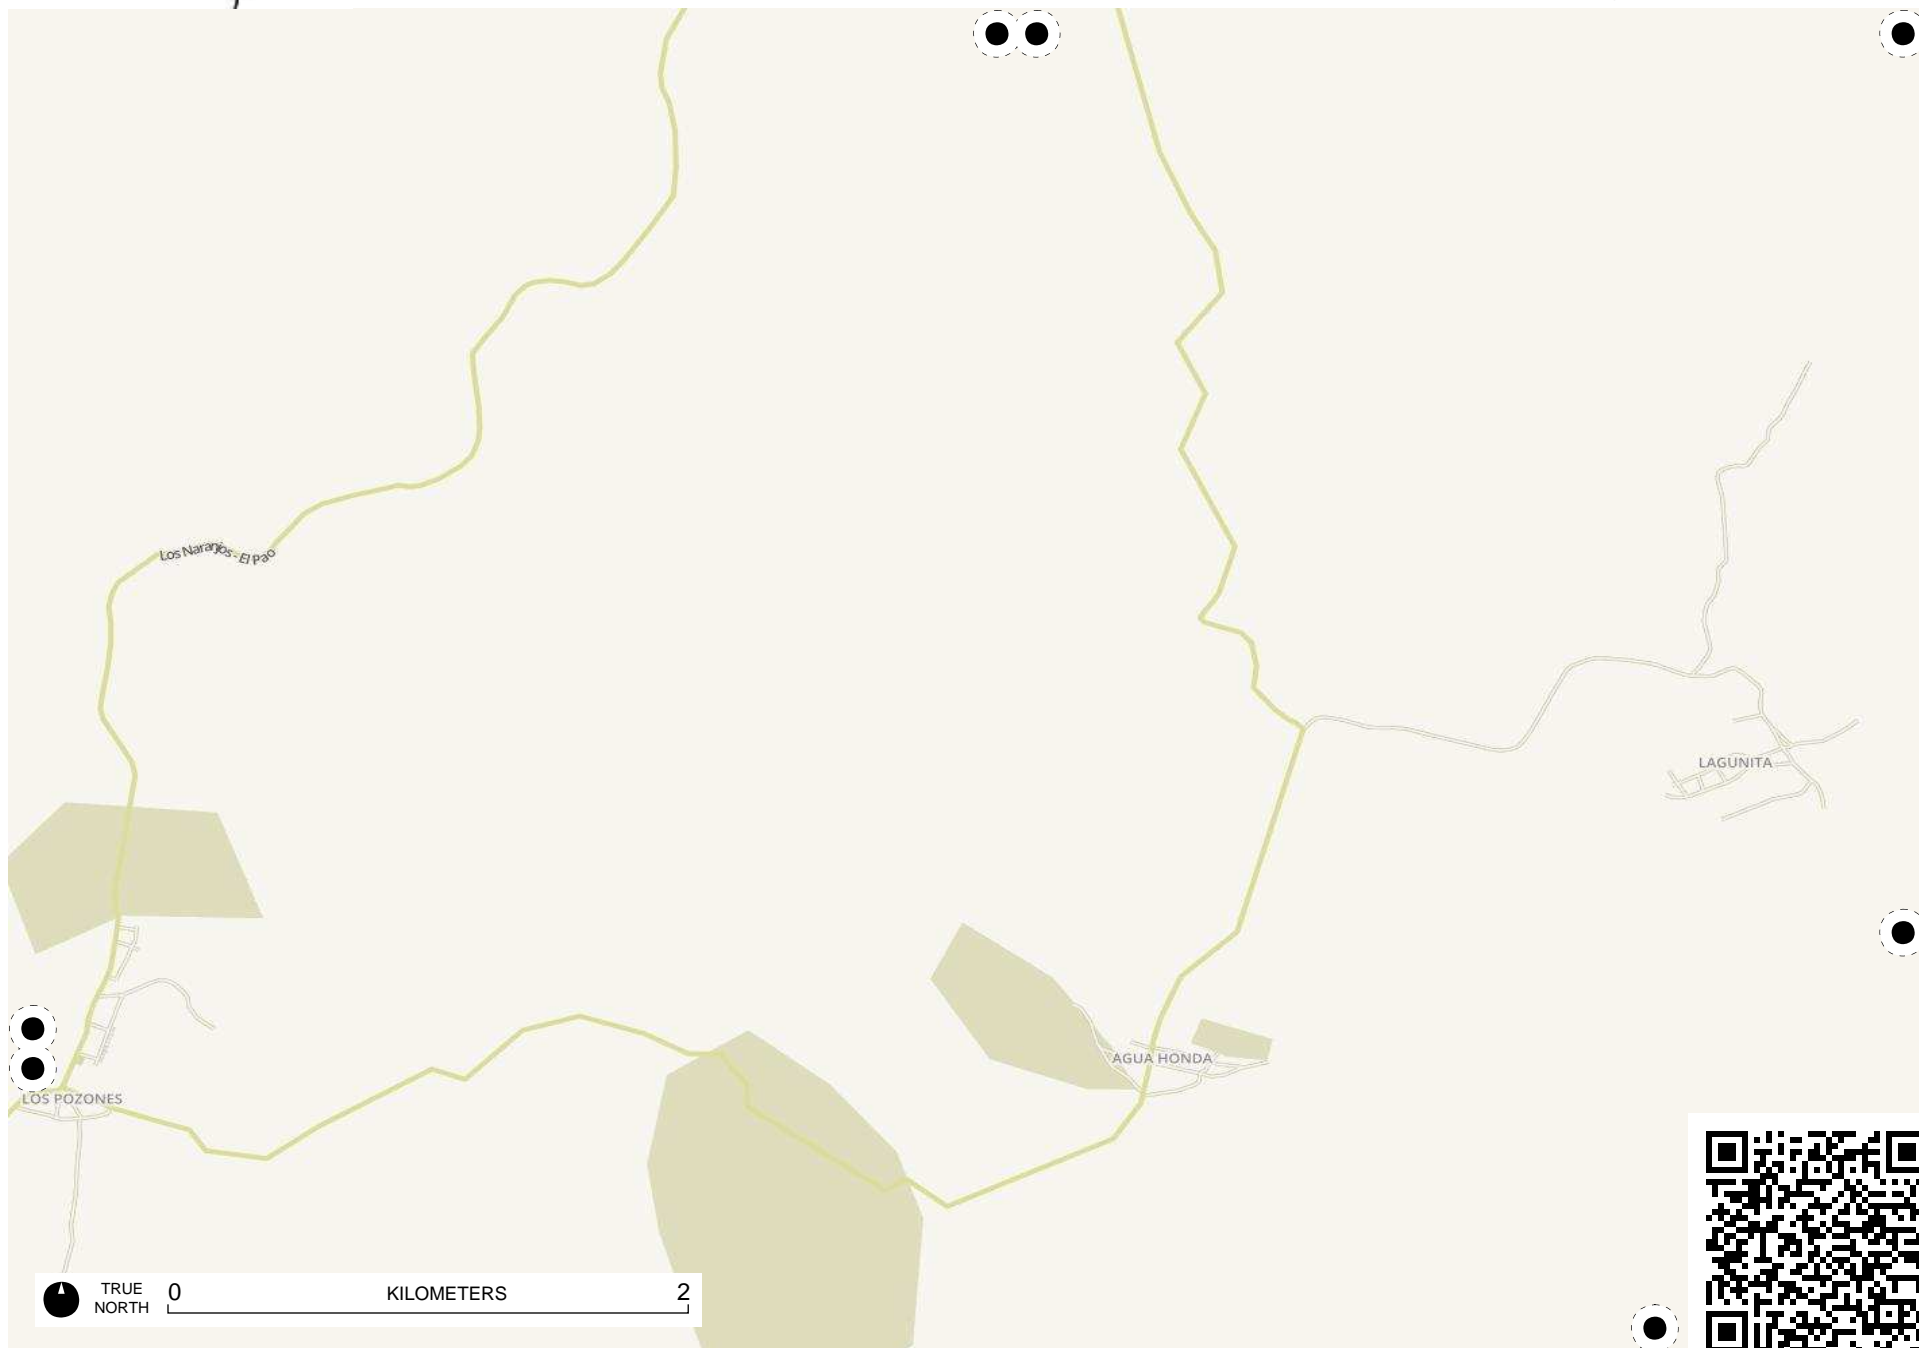 Los Naranjos - El Pao
LAGUNITA
AGUA HONDA
LOS POZONES
TRUE
NORTH
0
KILOMETERS
2